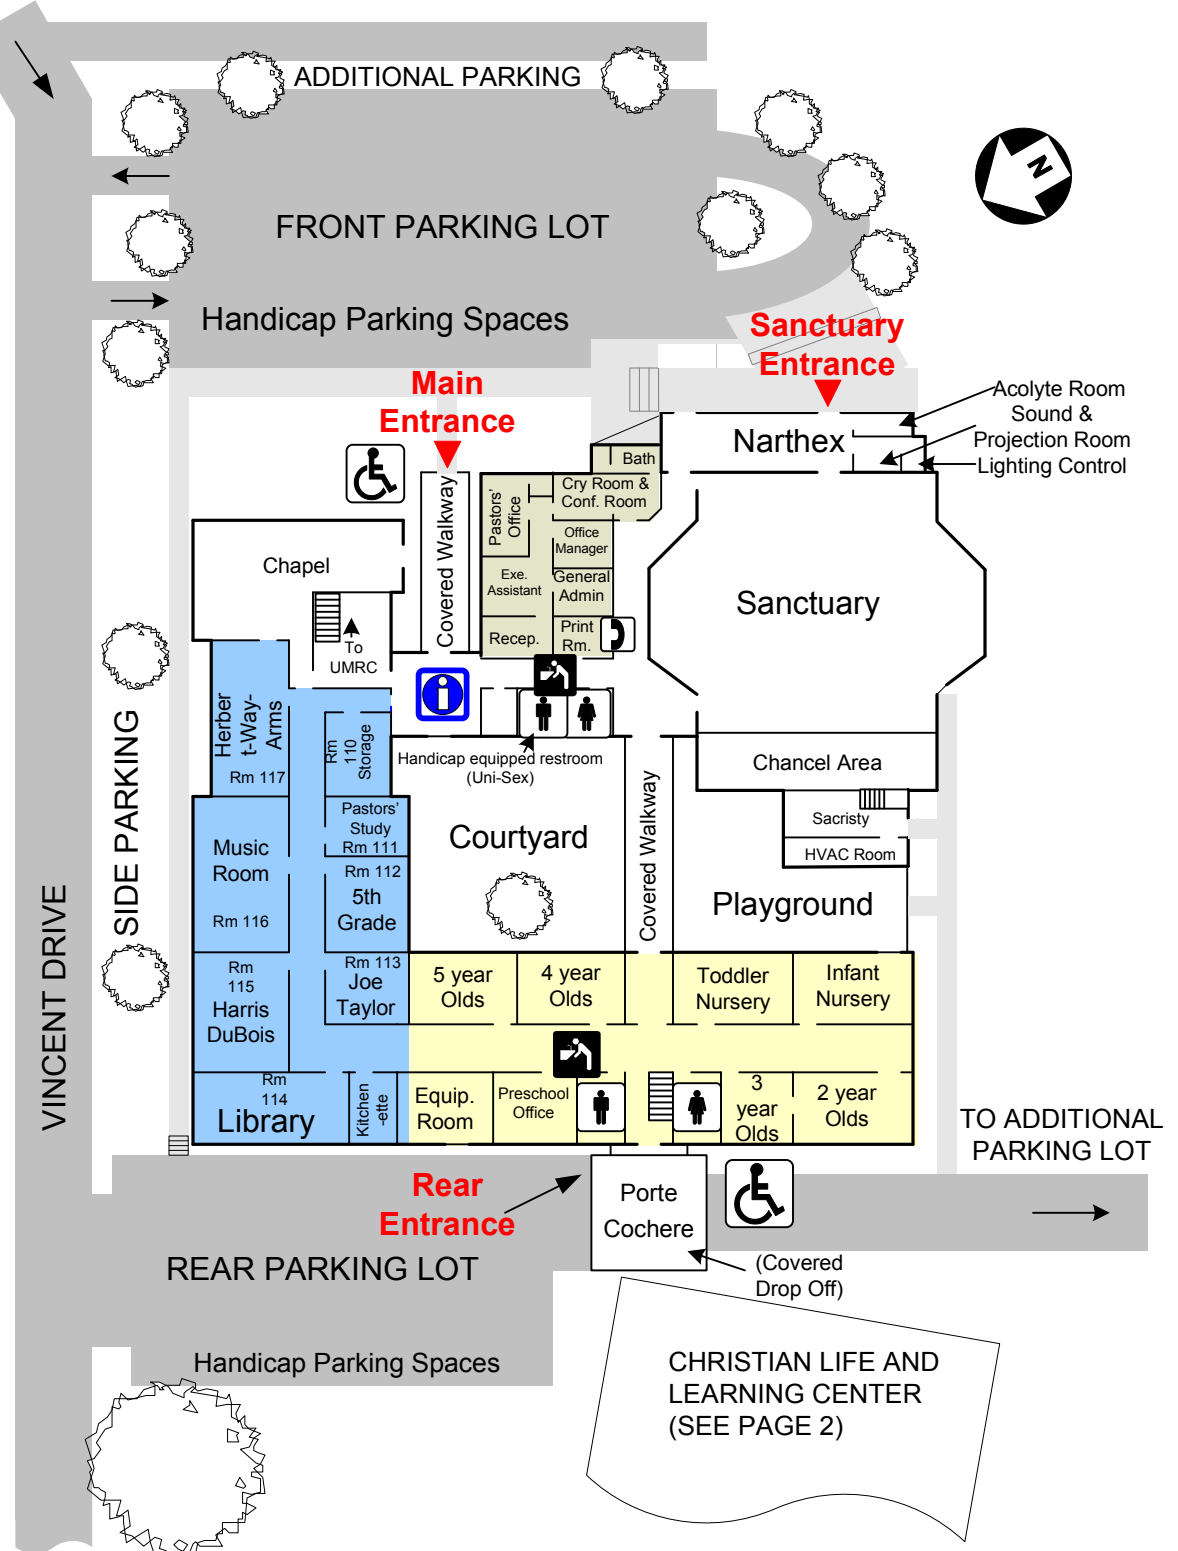 ADDITIONAL PARKING
N
FRONT PARKING LOT
Handicap Parking Spaces
Sanctuary
Entrance
Main
Entrance
Acolyte Room
Sound &
Projection Room
Lighting Control
Narthex
Bath
Cry Room &
Conf. Room
Pastors'
Office
Covered Walkway
Office
Manager
Chapel
Exe.
Assistant
General
Admin
Sanctuary
Recep.
Print
Rm.
To
UMRC
Herber
t-Way-
Arms
Rm 117
Rm
110
Storage
Handicap equipped restroom
(Uni-Sex)
Chancel Area
Sacristy
HVAC Room
Pastors'
Study
Rm 111
Music
Room
Rm 116
Courtyard
Covered Walkway
Playground
Rm 112
5th
Grade
SIDE PARKING
VINCENT DRIVE
Rm
115
Harris
DuBois
Rm 113
Joe
Taylor
5 year
Olds
4 year
Olds
Toddler
Nursery
Infant
Nursery
Rm
114
Library
Kitchen
-ette
Equip.
Room
Preschool
Office
3
year
Olds
2 year
Olds
TO ADDITIONAL
PARKING LOT
Rear
Entrance
Porte
Cochere
(Covered
Drop Off)
REAR PARKING LOT
Handicap Parking Spaces
CHRISTIAN LIFE AND
LEARNING CENTER
(SEE PAGE 2)